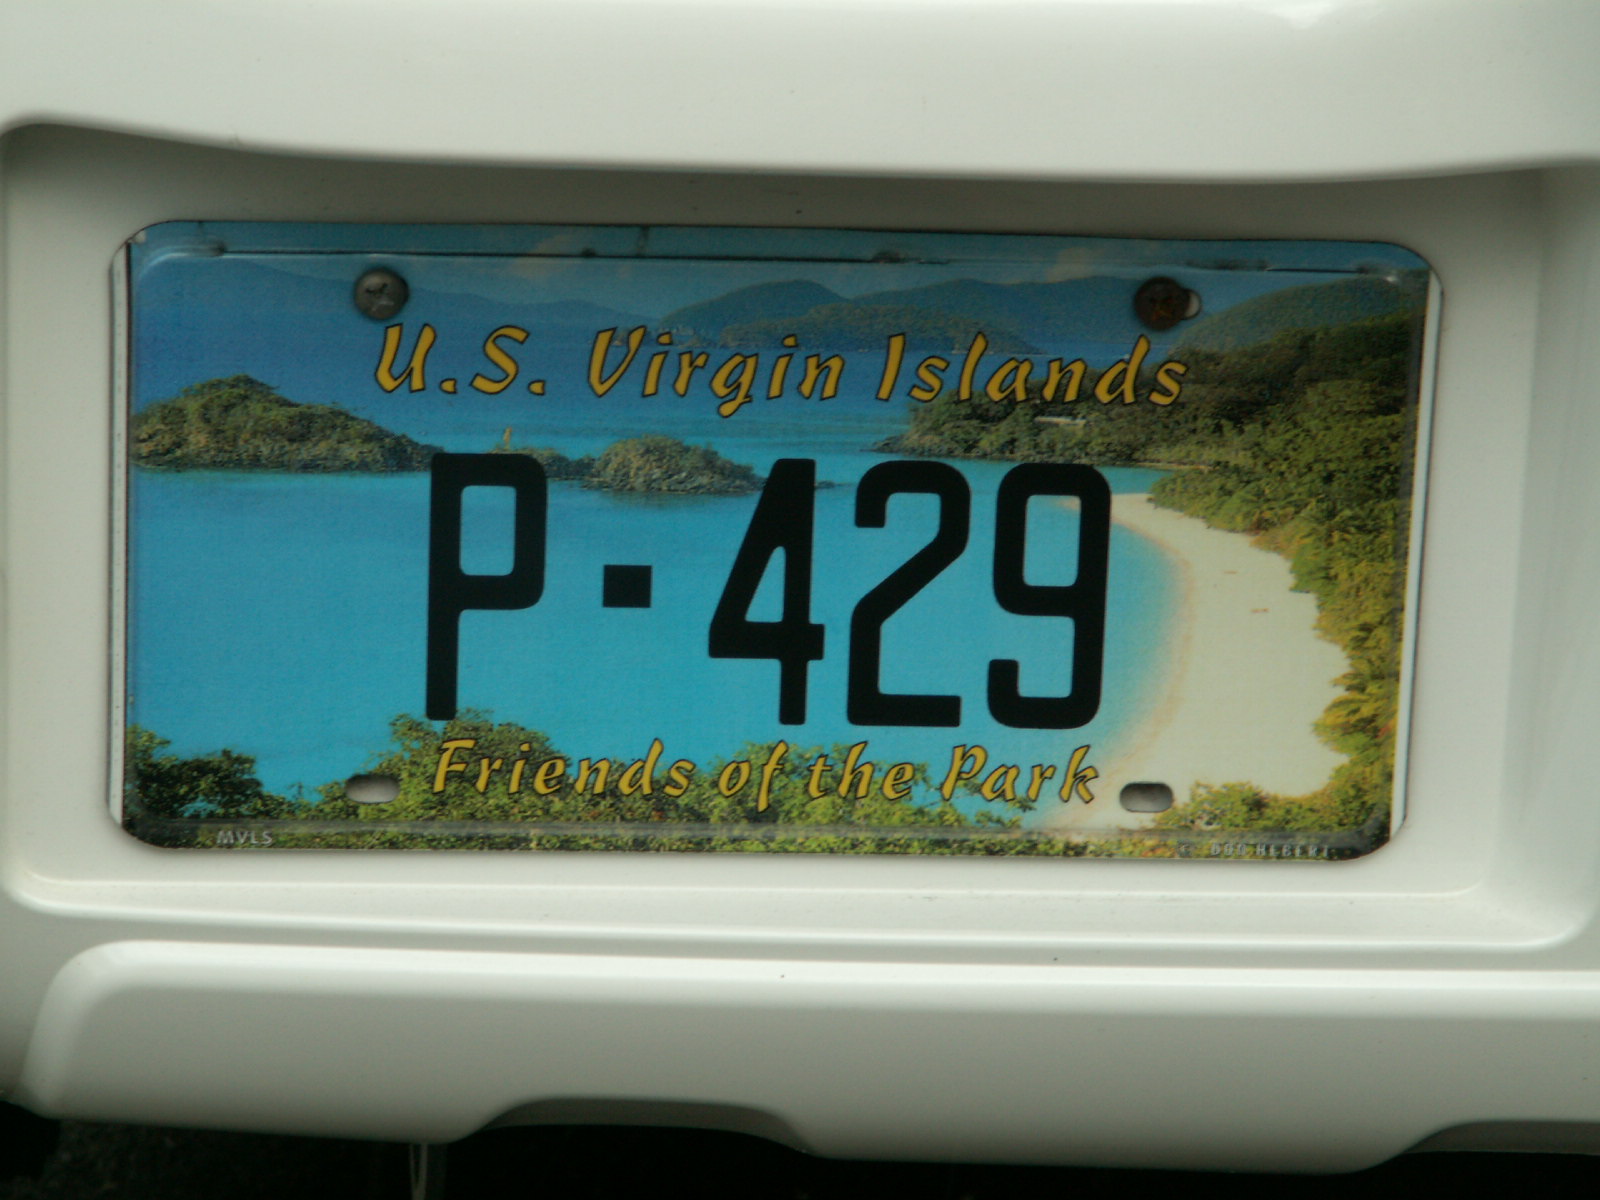 U.S. Virgin Islands
P-429
Friends of the Park
MVLS